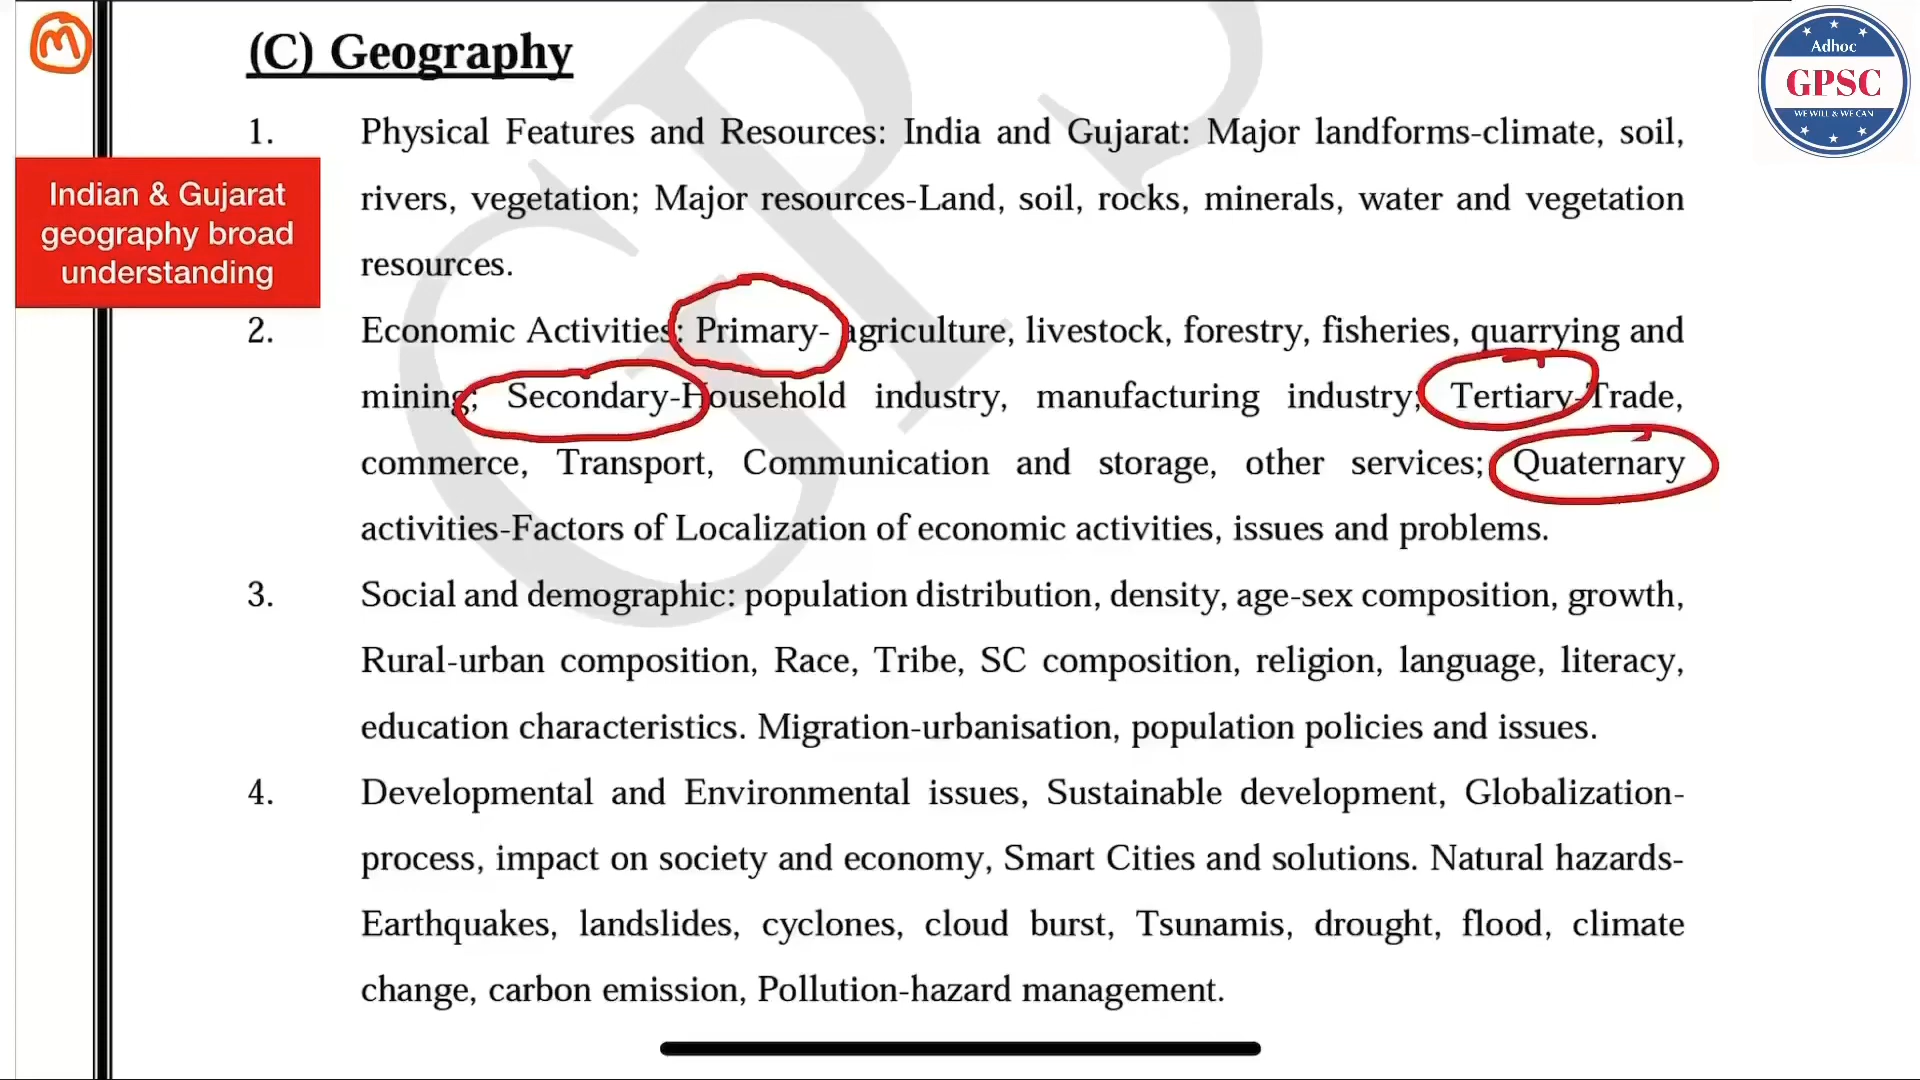 M
(C) Geography
Adhoc
GPSC
WE WILL & WE CAN
1. Physical Features and Resources: India and Gujarat: Major landforms-climate, soil,
rivers, vegetation; Major resources-Land, soil, rocks, minerals, water and vegetation
resources.
Indian & Gujarat
geography broad
understanding
2. Economic Activities: Primary- agriculture, livestock, forestry, fisheries, quarrying and
mining; Secondary-Household industry, manufacturing industry; Tertiary-Trade,
commerce, Transport, Communication and storage, other services; Quaternary
activities-Factors of Localization of economic activities, issues and problems.
3. Social and demographic: population distribution, density, age-sex composition, growth,
Rural-urban composition, Race, Tribe, SC composition, religion, language, literacy,
education characteristics. Migration-urbanisation, population policies and issues.
4. Developmental and Environmental issues, Sustainable development, Globalization-
process, impact on society and economy, Smart Cities and solutions. Natural hazards-
Earthquakes, landslides, cyclones, cloud burst, Tsunamis, drought, flood, climate
change, carbon emission, Pollution-hazard management.